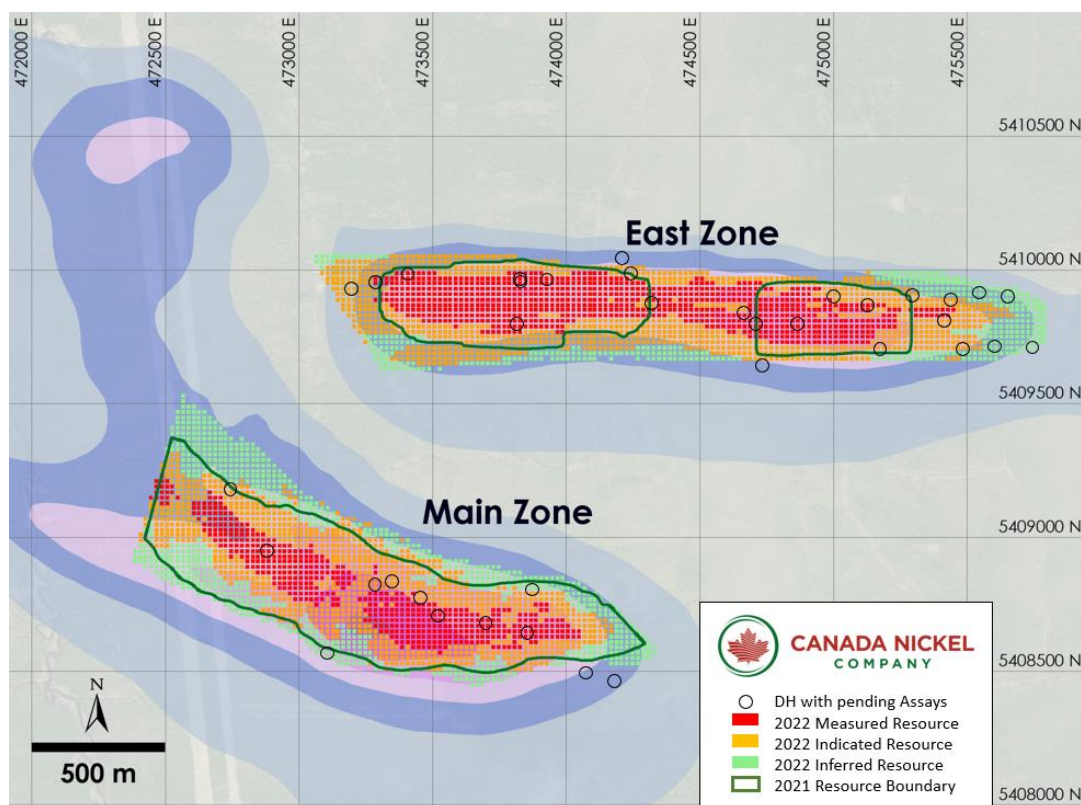 472000 E
472500 E
473000 E
473500 E
474000 E
474500 E
475000 E
475500 E
5410500 N
East Zone
5410000 N
5409500 N
Main Zone
5409000 N
5408500 N
5408000 N
N
500 m
CANADA NICKEL
COMPANY
DH with pending Assays
2022 Measured Resource
2022 Indicated Resource
2022 Inferred Resource
2021 Resource Boundary